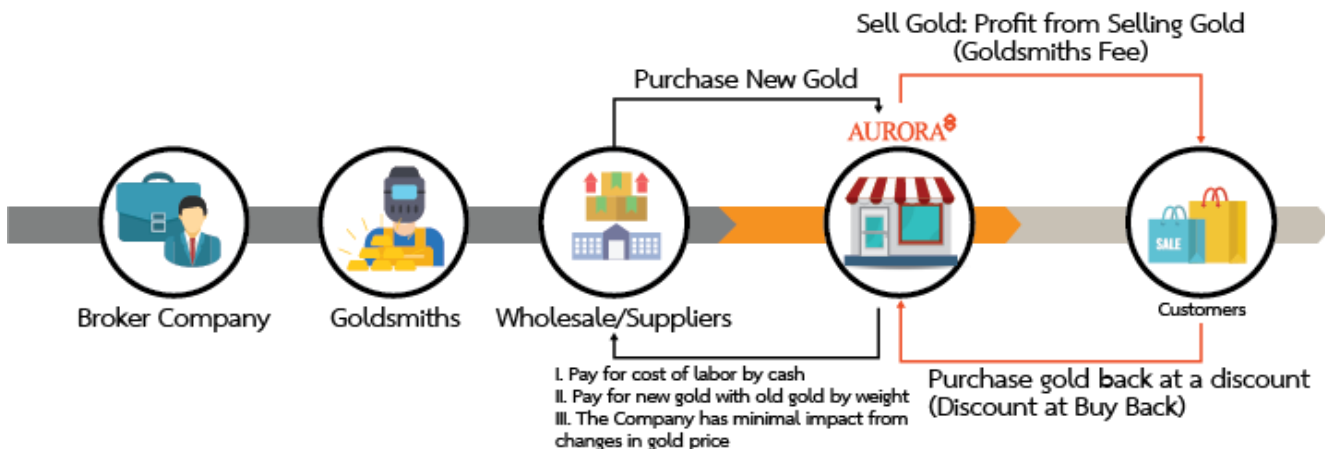 Sell Gold: Profit from Selling Gold
(Goldsmiths Fee)
Purchase New Gold
AURORA
SALE
Broker Company
Goldsmiths
Wholesale/Suppliers
Customers
I. Pay for cost of labor by cash
II. Pay for new gold with old gold by weight
III. The Company has minimal impact from
changes in gold price
Purchase gold back at a discount
(Discount at Buy Back)